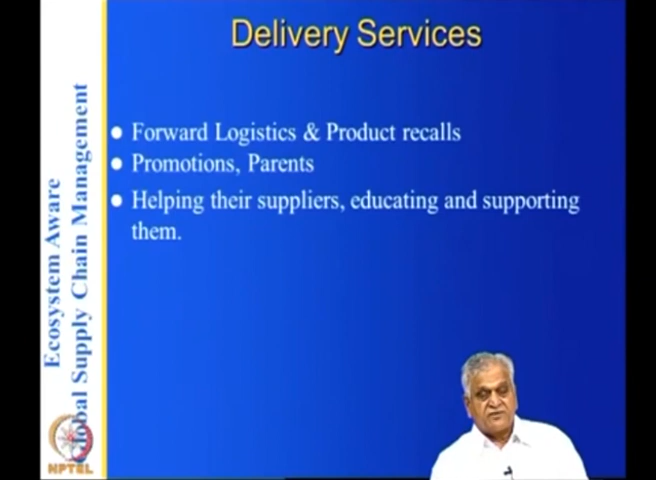 Delivery Services
Forward Logistics & Product recalls
Promotions, Parents
Helping their suppliers, educating and supporting
them.
Ecosystem Aware
Global Supply Chain Management
NPTEL